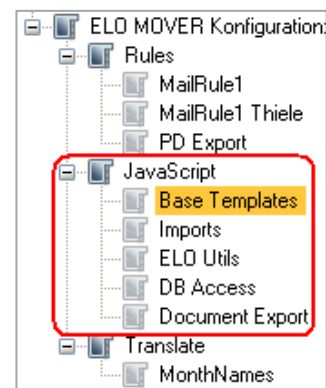 ELO MOVER Konfiguration:
Rules
MailRule1
MailRule1 Thiele
PD Export
JavaScript
Base Templates
Imports
ELO Utils
DB Access
Document Export
Translate
MonthNames